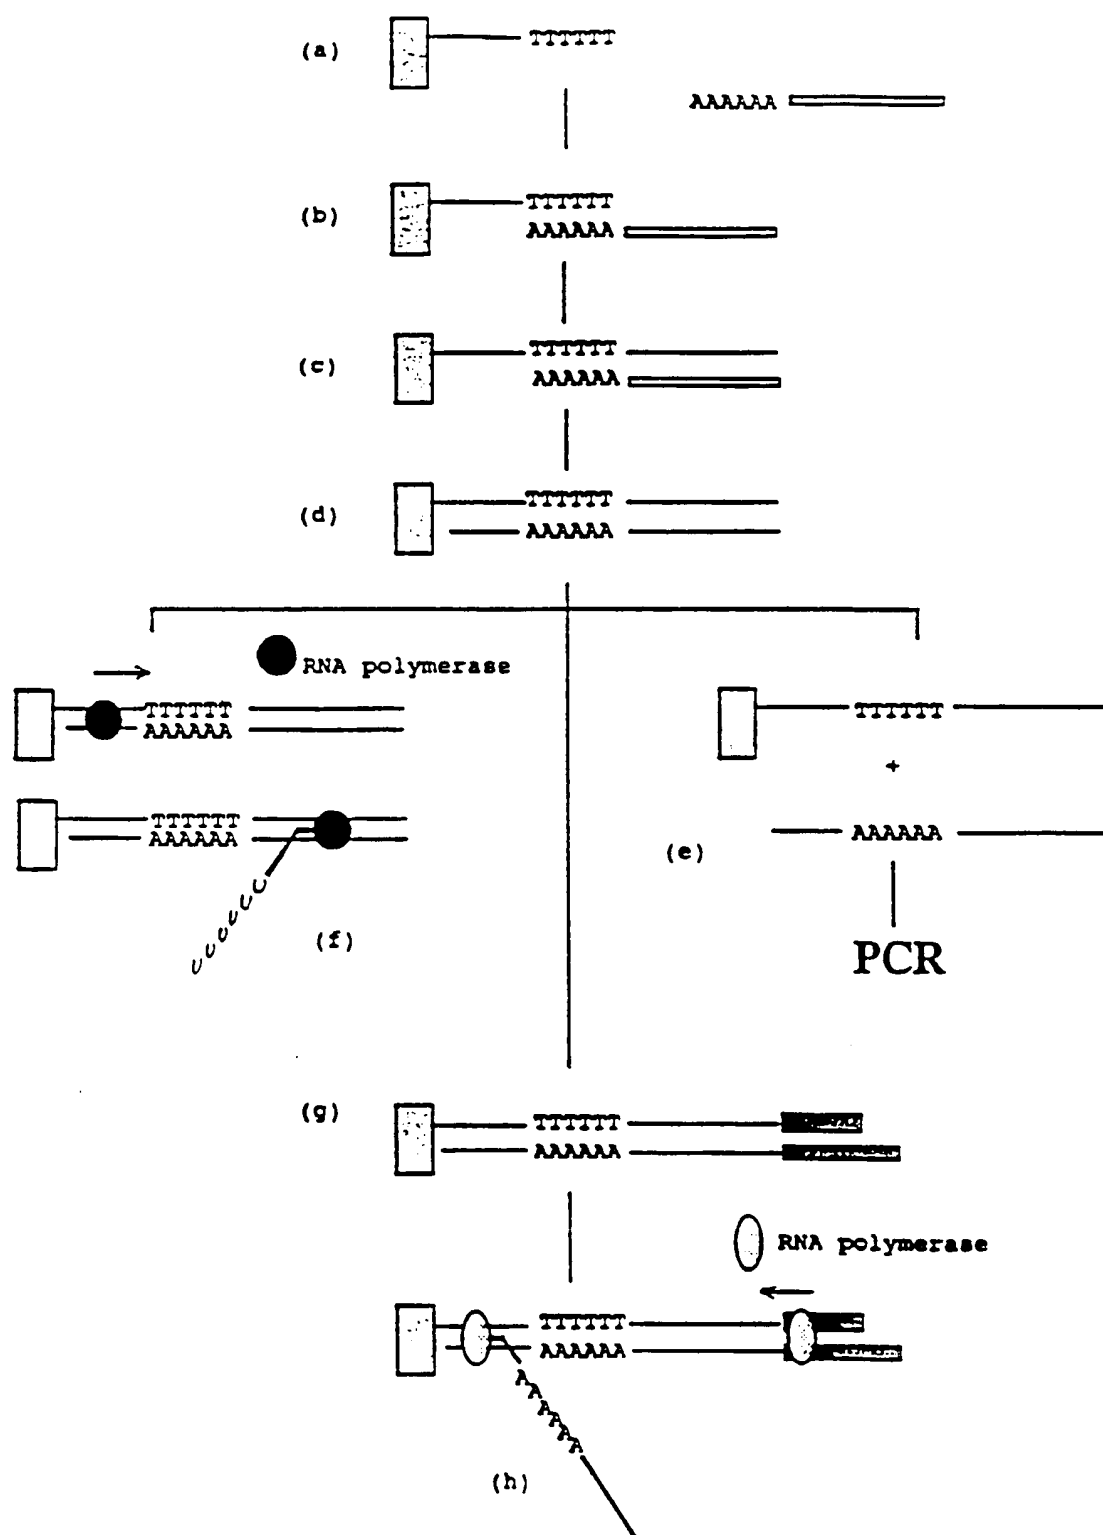 (a) TTTTTT
AAAAAA
(b) TTTTTT
AAAAAA
(c) TTTTTT
AAAAAA
(d) TTTTTT
AAAAAA
RNA polymerase
TTTTTT
AAAAAA
TTTTTT
AAAAAA
UUUUUU
(f)
TTTTTT
+
(e) AAAAAA
PCR
(g) TTTTTT
AAAAAA
RNA polymerase
TTTTTT
AAAAAA
AAAAAA
(h)